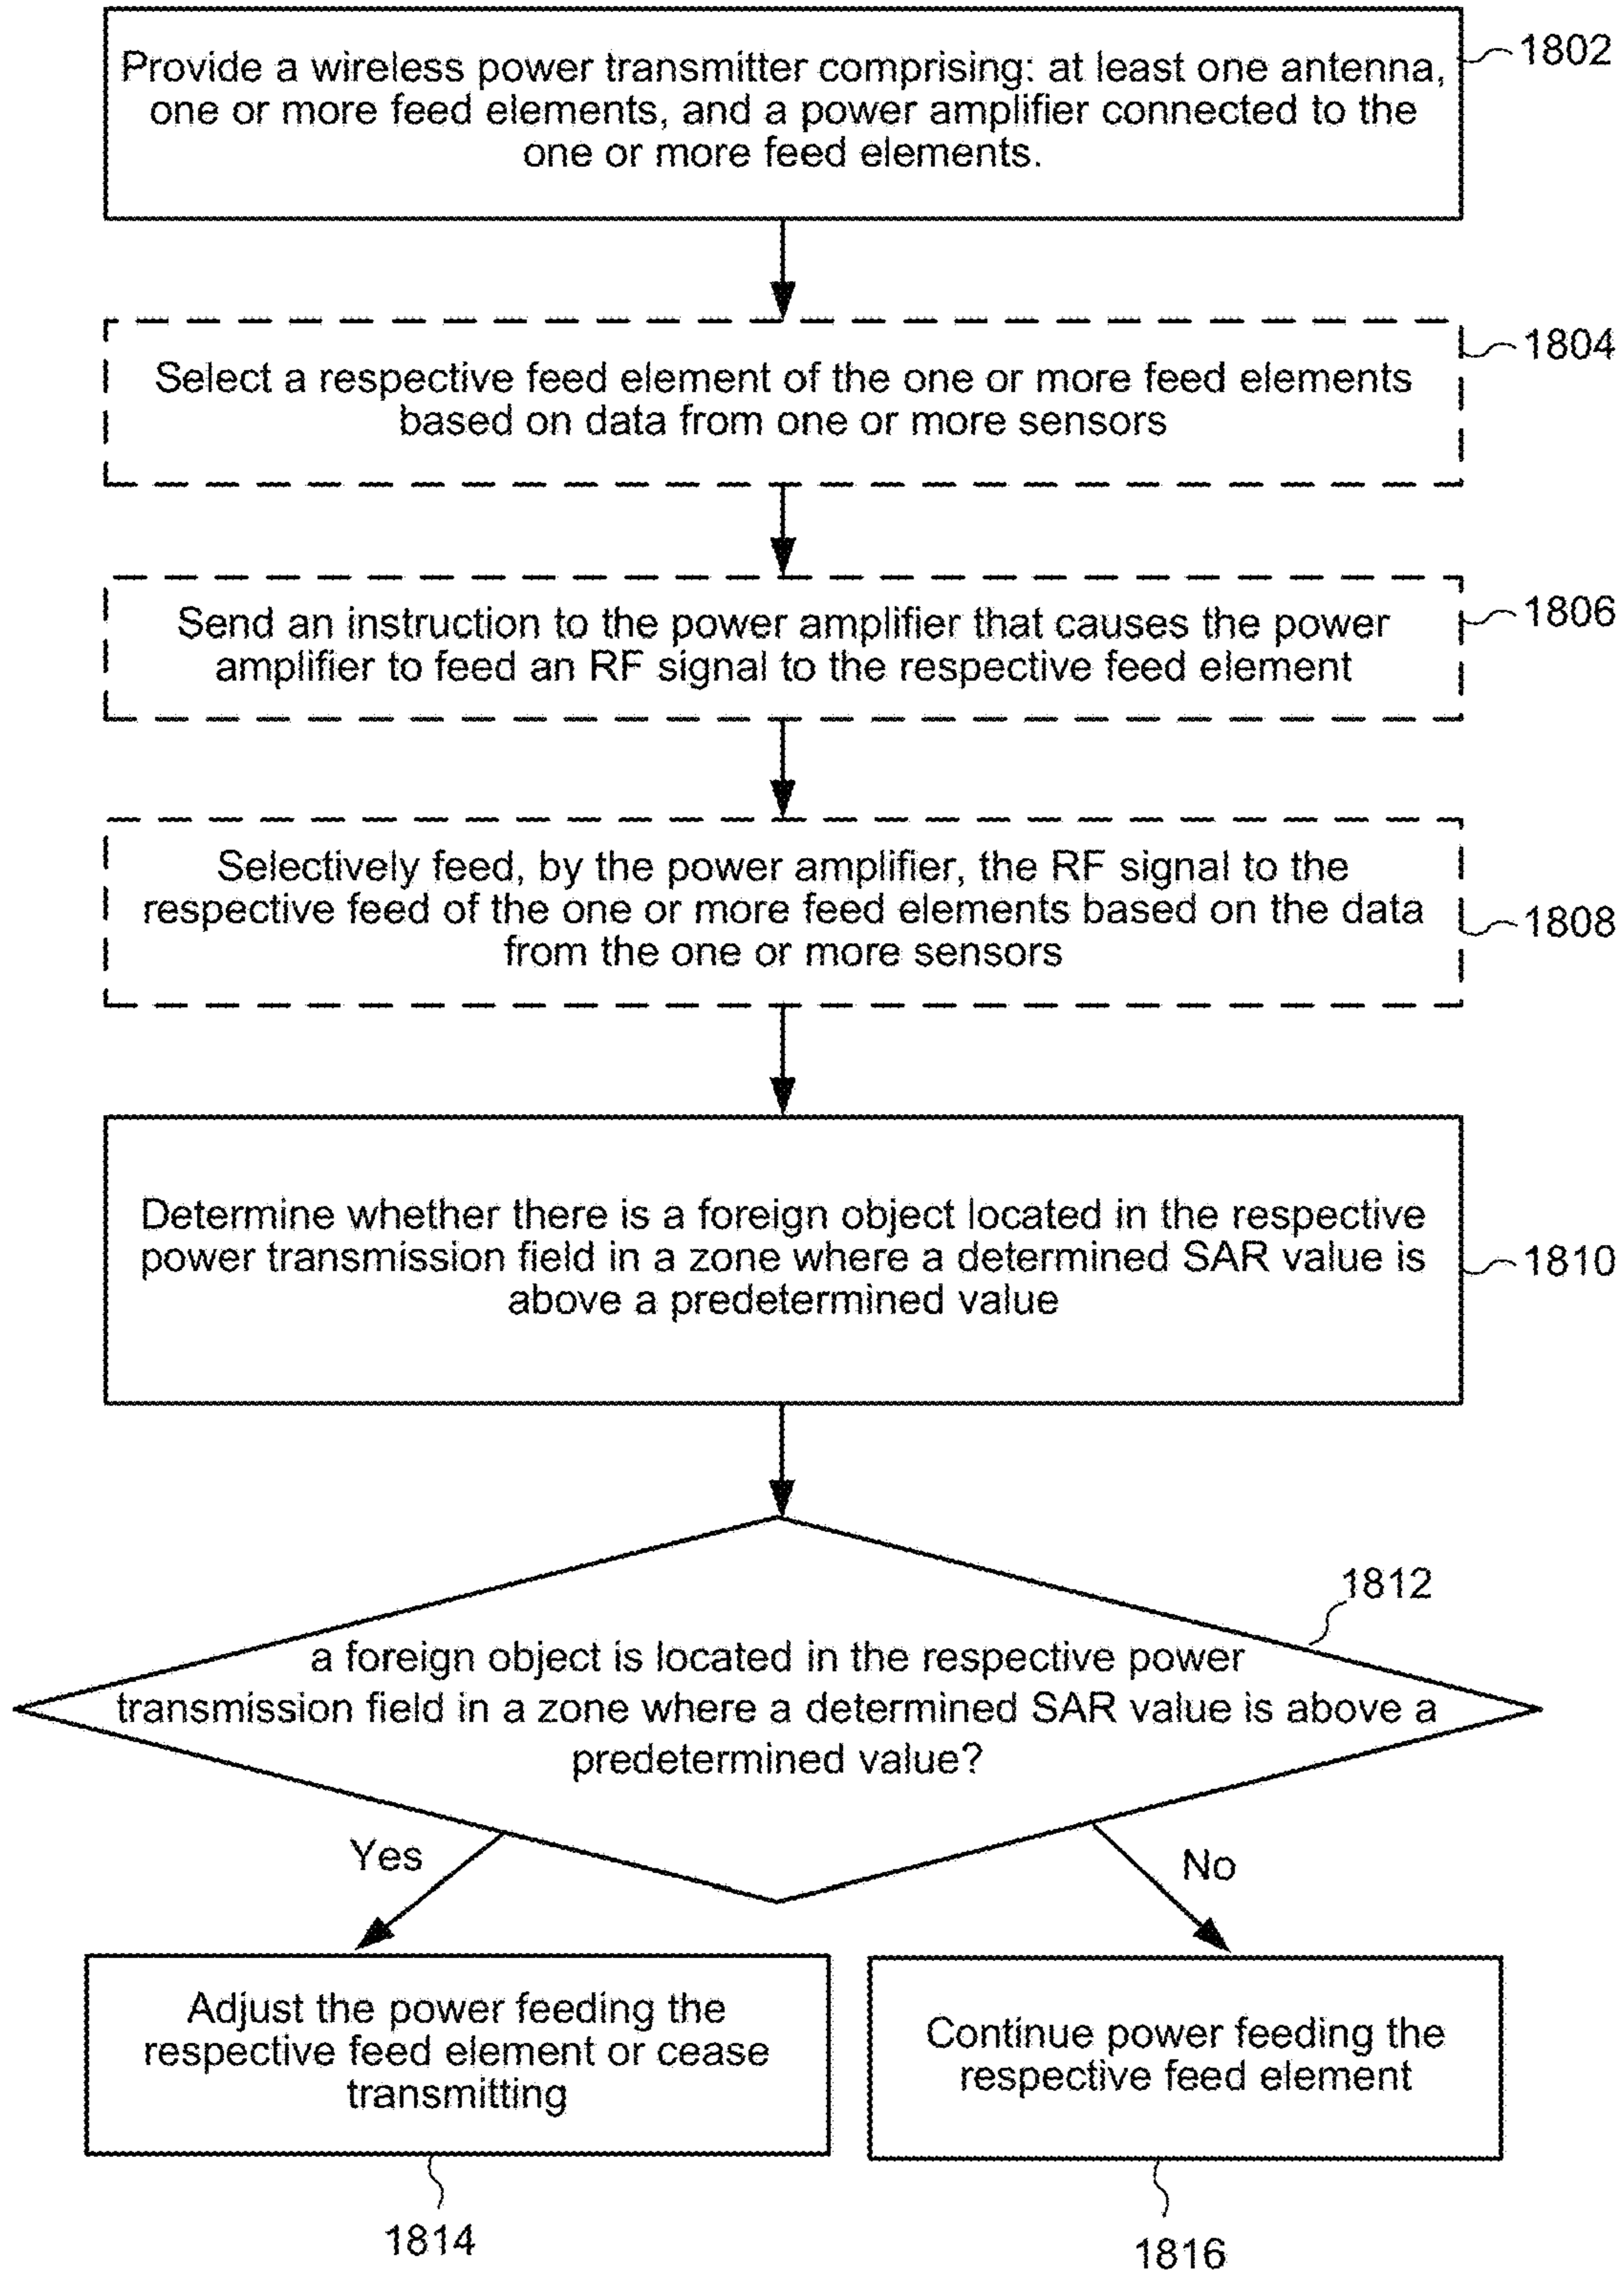 Provide a wireless power transmitter comprising: at least one antenna,
one or more feed elements, and a power amplifier connected to the
one or more feed elements.
1802
Select a respective feed element of the one or more feed elements
based on data from one or more sensors
1804
Send an instruction to the power amplifier that causes the power
amplifier to feed an RF signal to the respective feed element
1806
Selectively feed, by the power amplifier, the RF signal to the
respective feed of the one or more feed elements based on the data
from the one or more sensors
1808
Determine whether there is a foreign object located in the respective
power transmission field in a zone where a determined SAR value is
above a predetermined value
1810
1812
a foreign object is located in the respective power
transmission field in a zone where a determined SAR value is above a
predetermined value?
Yes
No
Adjust the power feeding the
respective feed element or cease
transmitting
Continue power feeding the
respective feed element
1814
1816